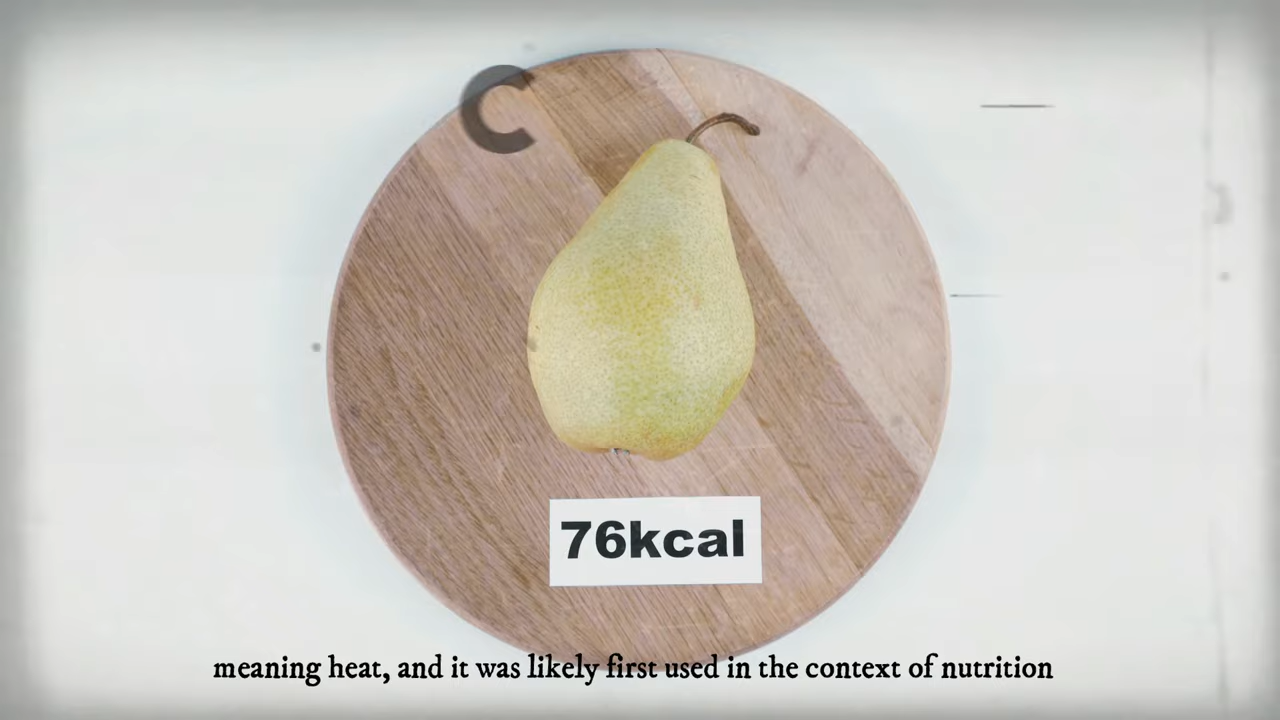 C
76kcal
meaning heat, and it was likely first used in the context of nutrition